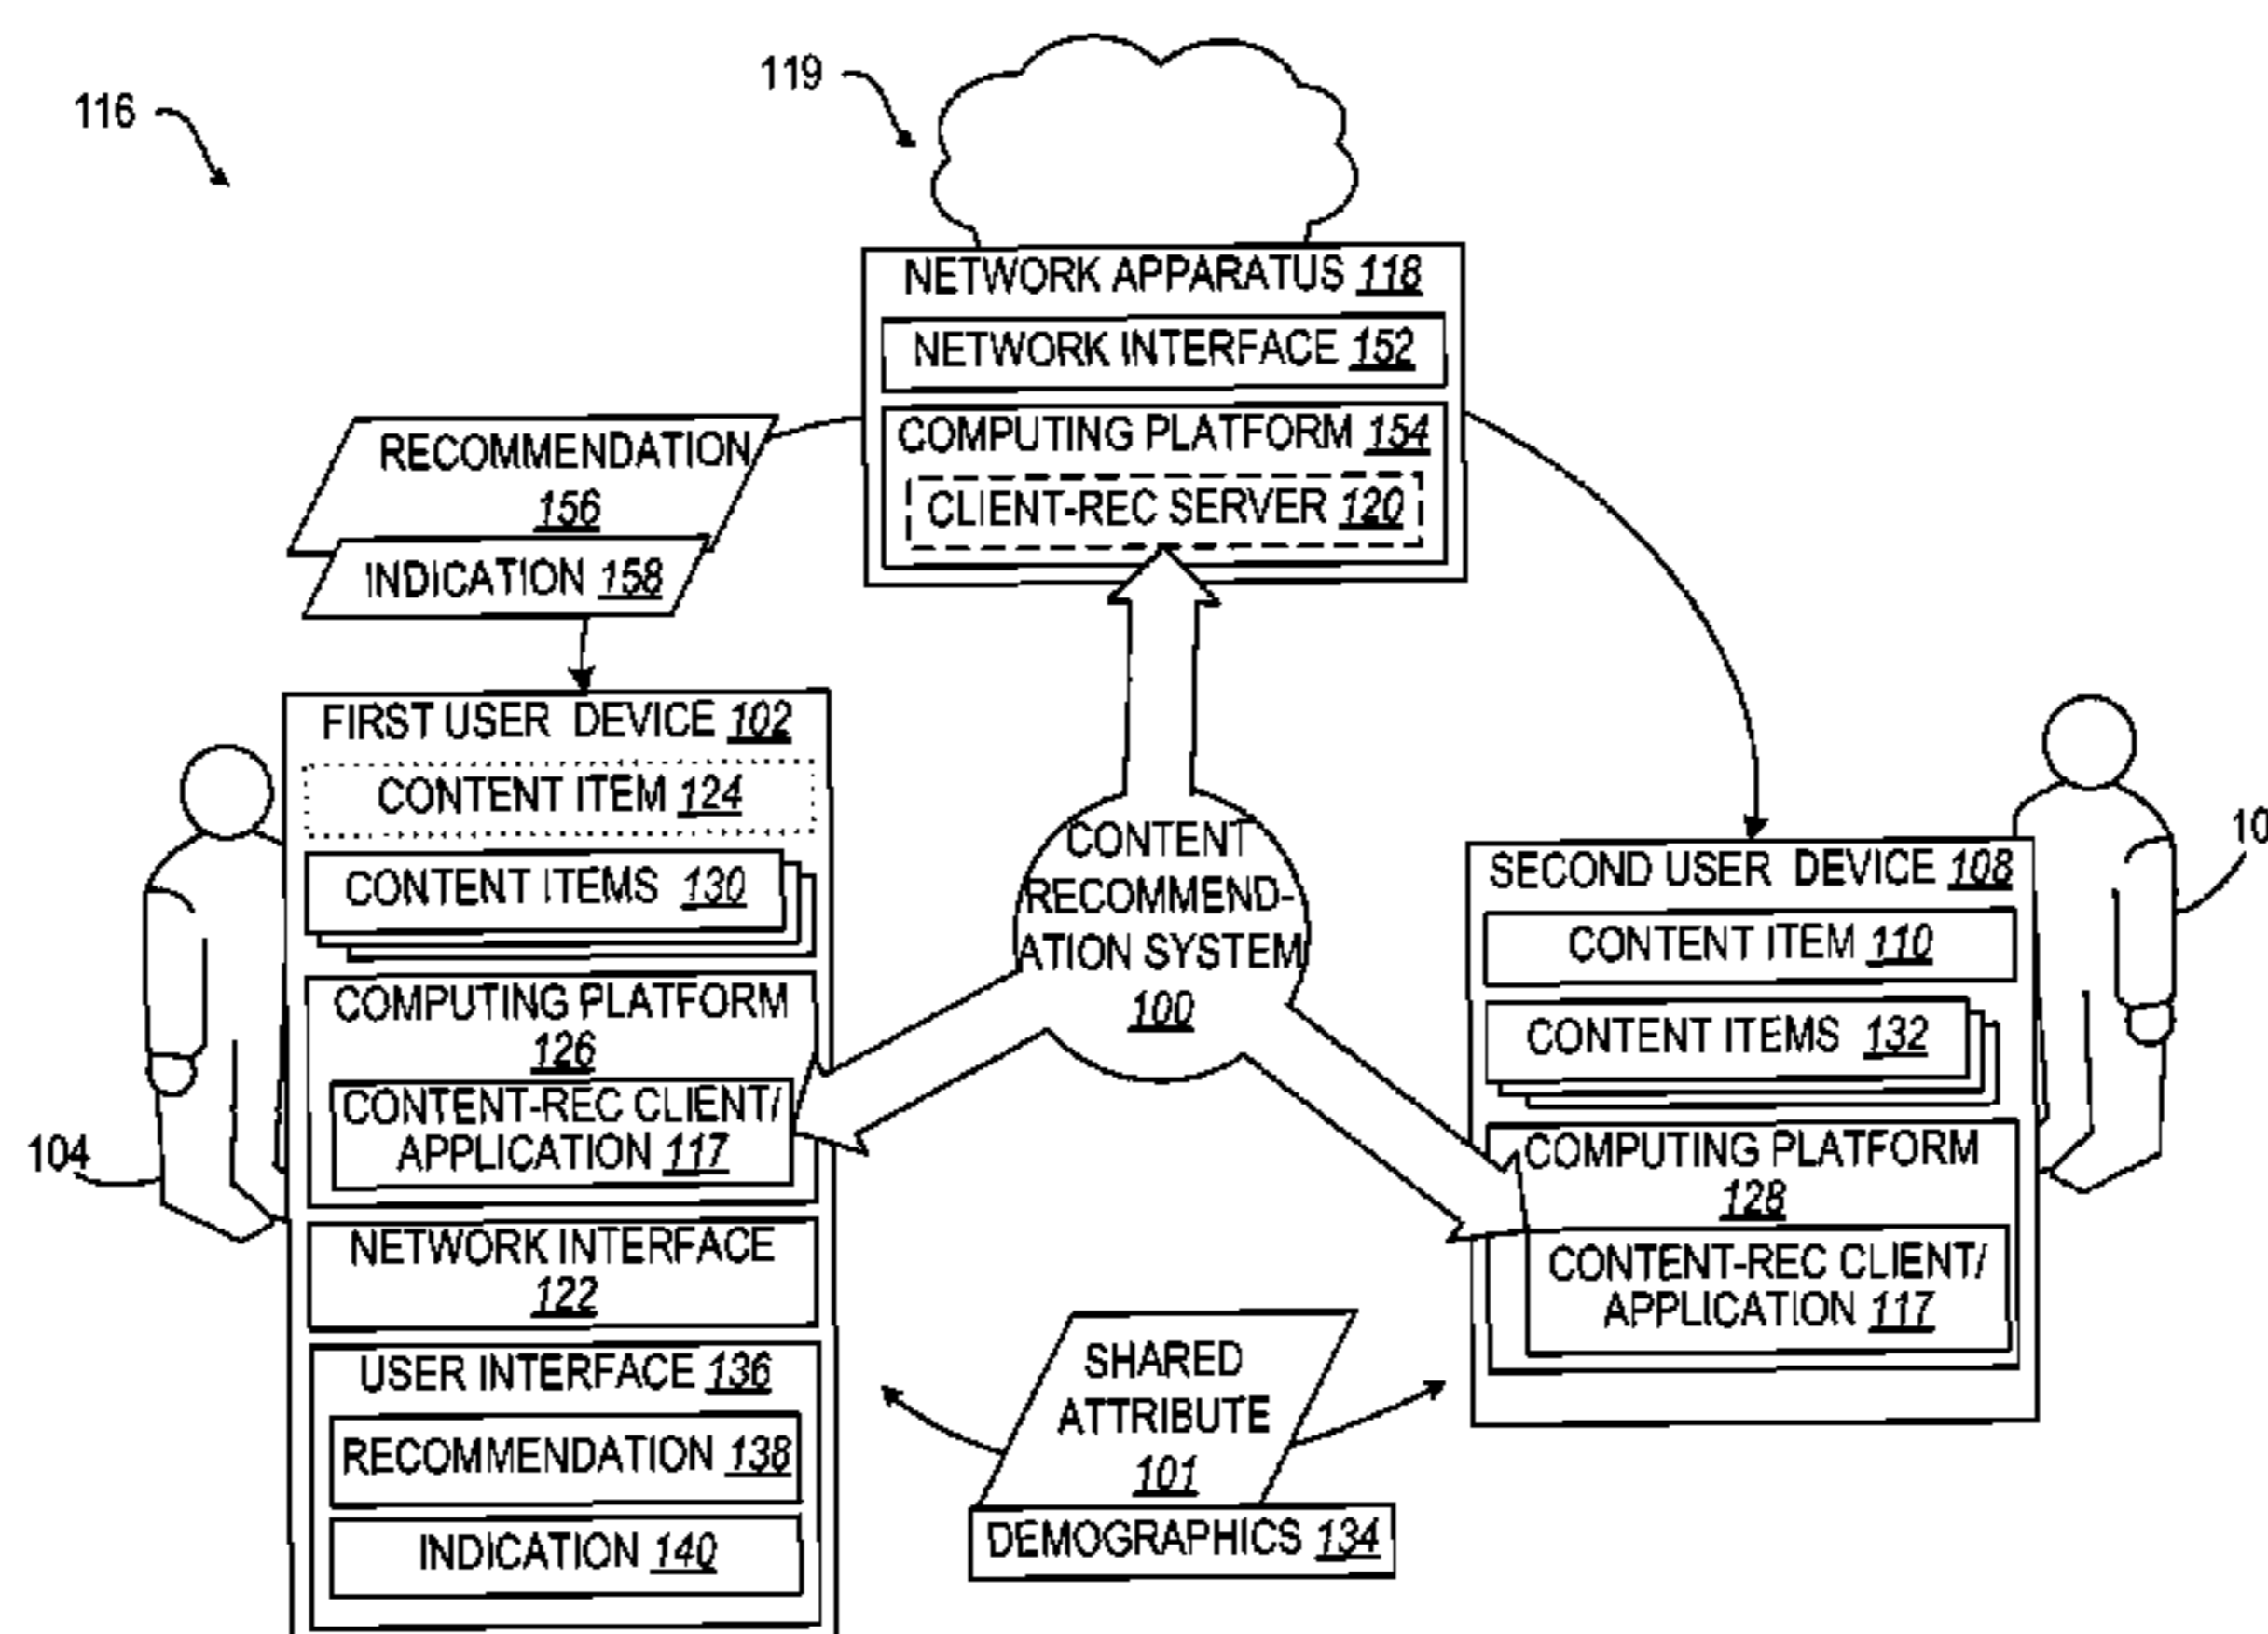 116
119
NETWORK APPARATUS 118
NETWORK INTERFACE 152
COMPUTING PLATFORM 154
CLIENT-REC SERVER 120
RECOMMENDATION
156
INDICATION 158
FIRST USER DEVICE 102
CONTENT ITEM 124
CONTENT ITEMS 130
COMPUTING PLATFORM
126
CONTENT-REC CLIENT/
APPLICATION 117
NETWORK INTERFACE
122
USER INTERFACE 136
RECOMMENDATION 138
INDICATION 140
104
CONTENT
RECOMMEND-
ATION SYSTEM
100
SHARED
ATTRIBUTE
101
DEMOGRAPHICS 134
SECOND USER DEVICE 108
CONTENT ITEM 110
CONTENT ITEMS 132
COMPUTING PLATFORM
128
CONTENT-REC CLIENT/
APPLICATION 117